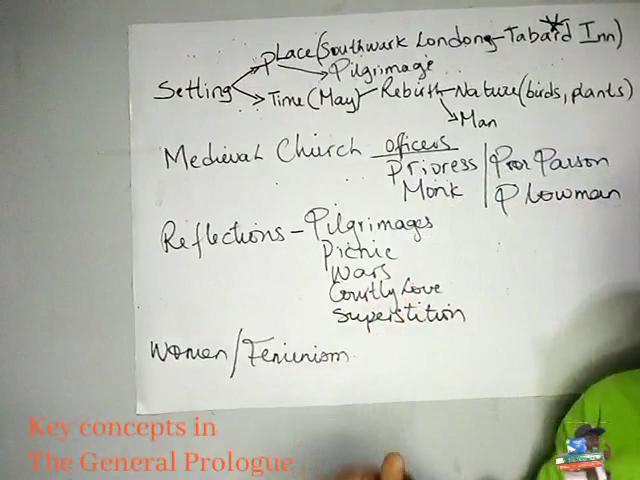 Place (Southwark London - Tabard Inn)
Pilgrimage
Setting
Time (May) - Rebirth - Nature (birds, plants)
Man
Medieval Church Officers
Prioress / Poor Parson
Monk Plowman
Reflections - Pilgrimages
Picnic
Wars
Courtly Love
Superstition
Women / Feminism
Key concepts in
The General Prologue